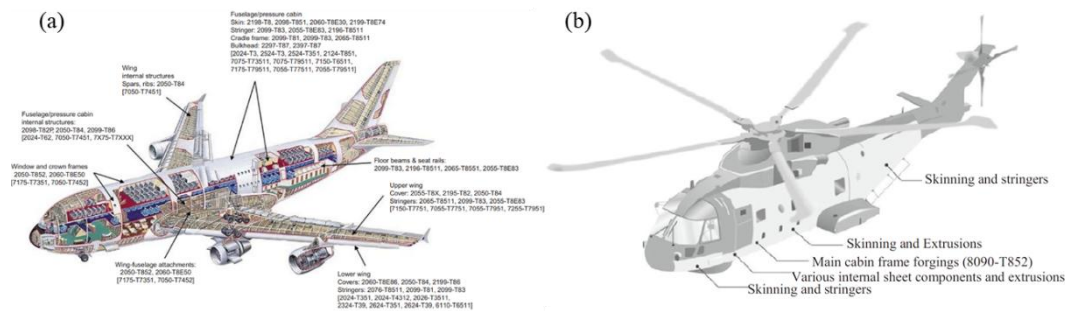 (a)
Fuselage/pressure cabin
Skin: 2198-T8, 2098-T851, 2060-T8E30, 2199-T8E74
Stringer: 2099-T83, 2055-T8E83, 2196-T8511
Cradle frame: 2099-T81, 2099-T83, 2065-T8511
Bulkhead: 2297-T87, 2397-T87
[2024-T3, 2524-T3, 2524-T351, 2124-T851,
7075-T73511, 7075-T79511, 7150-T6511,
7175-T79511, 7055-T77511, 7055-T79511]
Wing
internal structures
Spars, ribs: 2050-T84
[7050-T7451]
Fuselage/pressure cabin
internal structures:
2098-T82P, 2050-T84, 2099-T86
[2024-T62, 7050-T7451, 7X75-T7XXX]
Window and crown frames
2050-T852, 2060-T8E50
[7175-T7351, 7050-T7452]
Floor beams & seat rails:
2099-T83, 2196-T8511, 2065-T8551, 2055-T8E83
Upper wing
Cover: 2055-T8X, 2195-T82, 2050-T84
Stringers: 2065-T8511, 2099-T83, 2055-T8E83
[7150-T7751, 7055-T7751, 7055-T7951, 7255-T7951]
Wing-fuselage attachments:
2050-T852, 2060-T8E50
[7175-T7351, 7050-T7452]
Lower wing
Covers: 2060-T8E86, 2050-T84, 2199-T86
Stringers: 2076-T8511, 2099-T81, 2099-T83
[2024-T351, 2024-T4312, 2026-T3511,
2324-T39, 2624-T351, 2624-T39, 6110-T6511]
(b)
Skinning and stringers
Skinning and Extrusions
Main cabin frame forgings (8090-T852)
Various internal sheet components and extrusions
Skinning and stringers